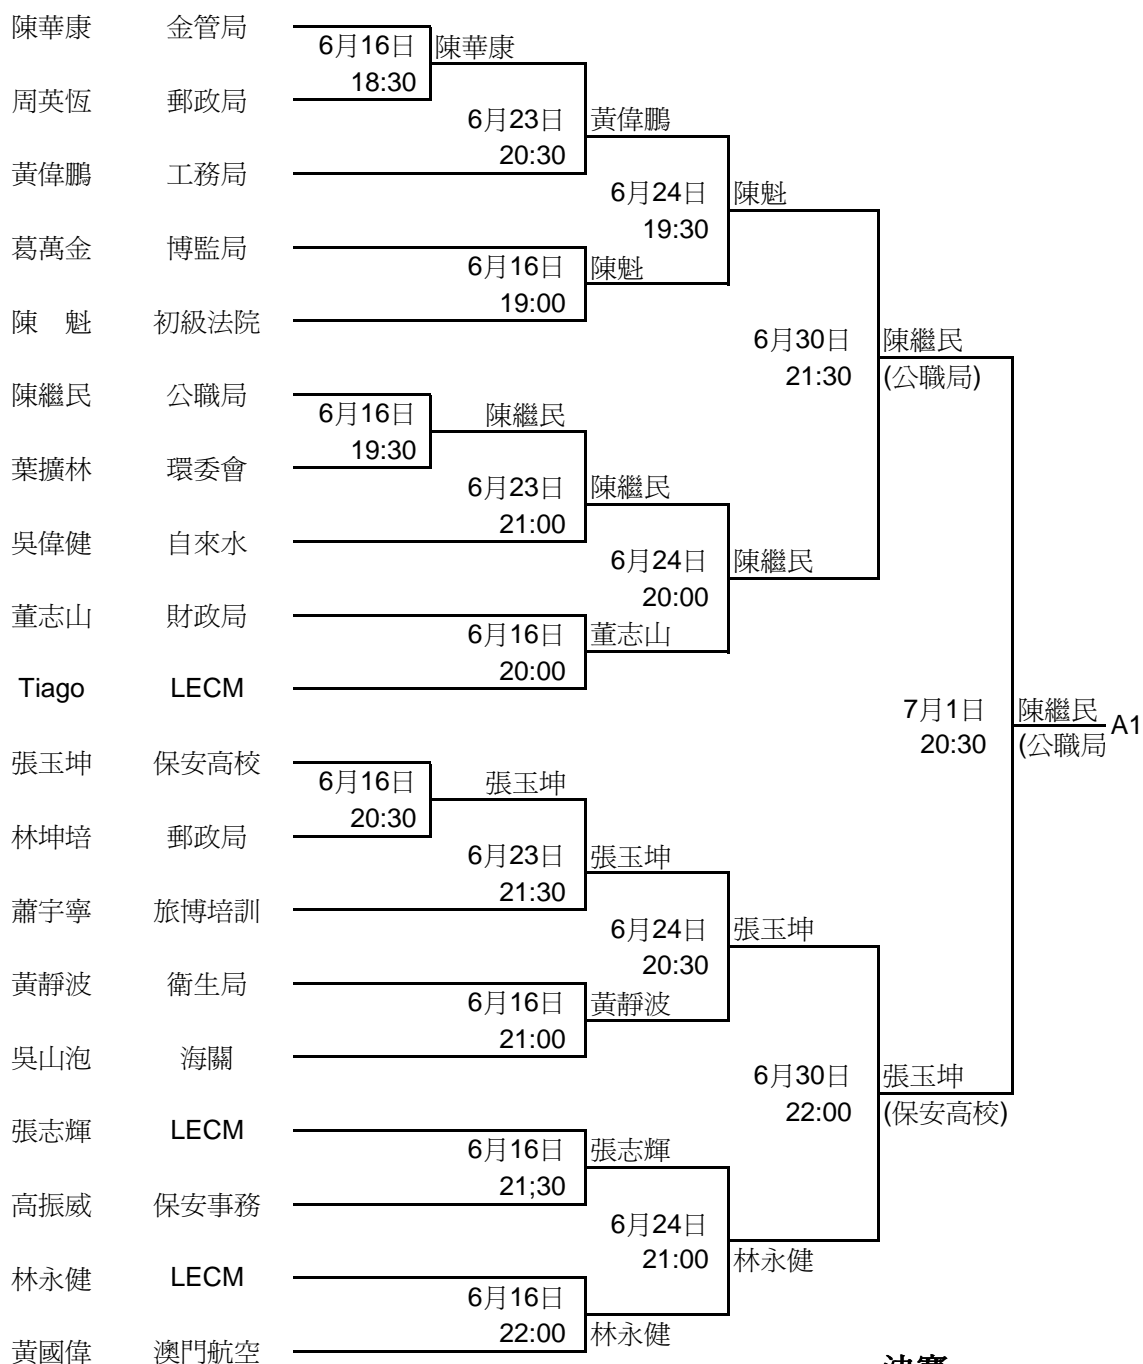 陳華康 金管局
6月16日 陳華康
18:30
周英恆 郵政局
6月23日 黃偉鵬
20:30
黃偉鵬 工務局
6月24日 陳魁
19:30
葛萬金 博監局
6月16日 陳魁
19:00
陳 魁 初級法院
6月30日 陳繼民
21:30 (公職局)
陳繼民 公職局
6月16日 陳繼民
19:30
葉擴林 環委會
6月23日 陳繼民
21:00
吳偉健 自來水
6月24日 陳繼民
20:00
董志山 財政局
6月16日 董志山
20:00
Tiago LECM
7月1日 陳繼民 A1
20:30 (公職局
張玉坤 保安高校
6月16日 張玉坤
20:30
林坤培 郵政局
6月23日 張玉坤
21:30
蕭宇寧 旅博培訓
6月24日 張玉坤
20:30
黃靜波 衛生局
6月16日 黃靜波
21:00
吳山泡 海關
6月30日 張玉坤
22:00 (保安高校)
張志輝 LECM
6月16日 張志輝
21;30
高振威 保安事務
6月24日
21:00 林永健
林永健 LECM
6月16日
22:00 林永健
黃國偉 澳門航空